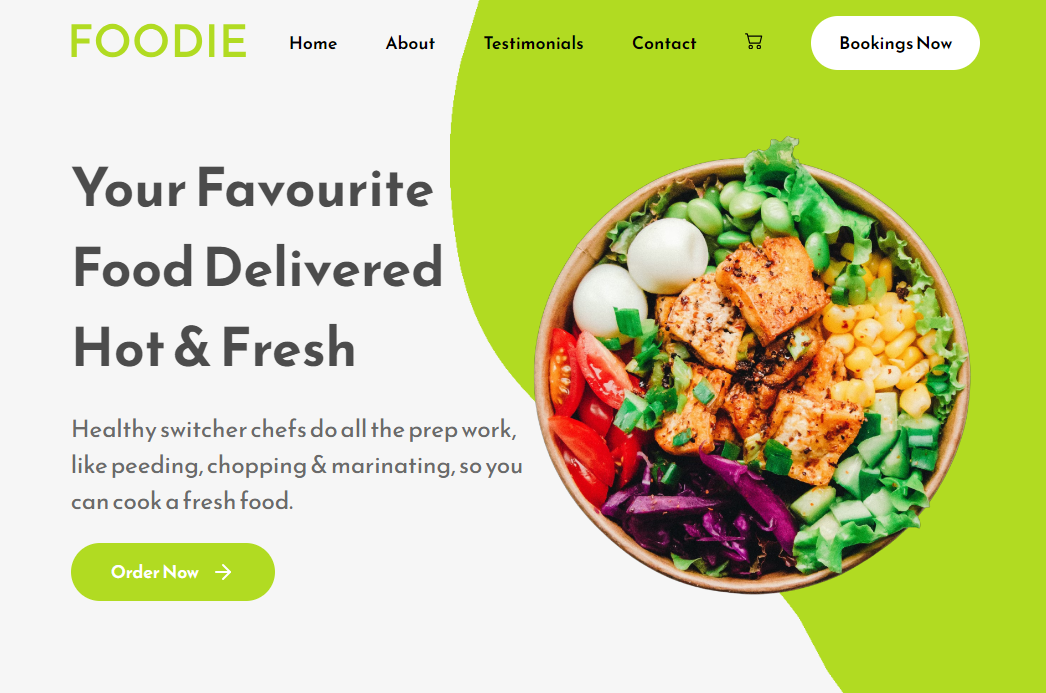 FOODIE Home About Testimonials Contact Bookings Now
Your Favourite
Food Delivered
Hot & Fresh
Healthy switcher chefs do all the prep work,
like peeding, chopping & marinating, so you
can cook a fresh food.
Order Now